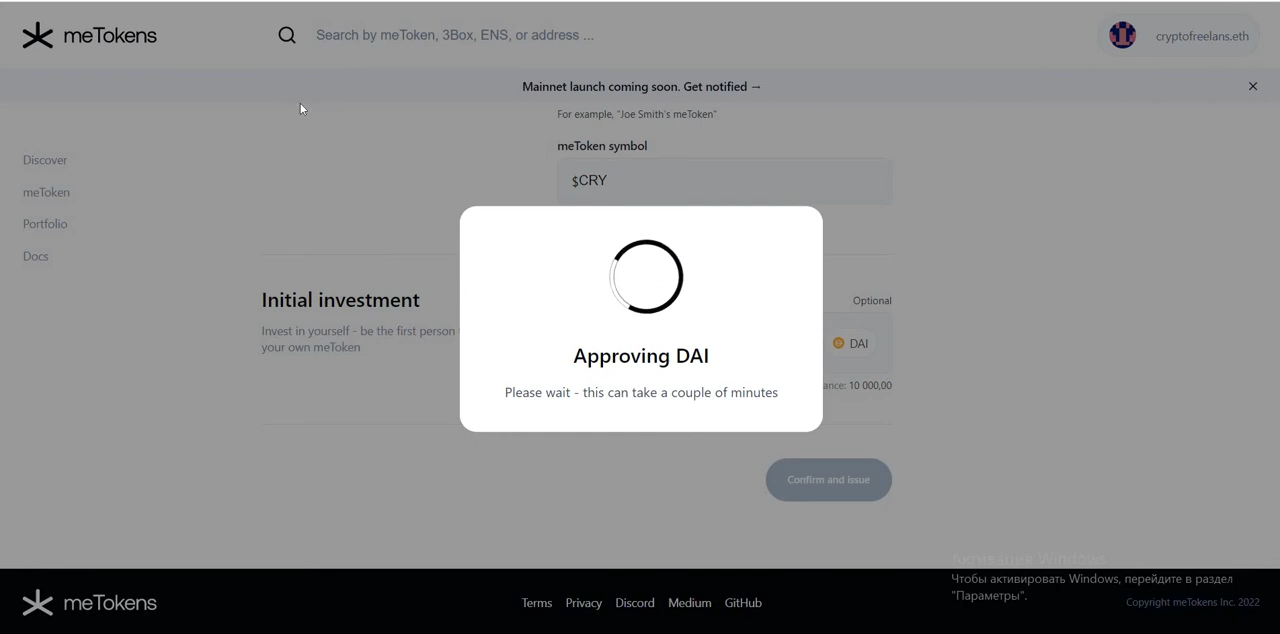 meTokens
Search by meToken, 3Box, ENS, or address ...
cryptofreelans.eth
Mainnet launch coming soon. Get notified →
For example, "Joe Smith's meToken"
meToken symbol
$CRY
Discover
meToken
Portfolio
Docs
Initial investment
Invest in yourself - be the first person
your own meToken
Optional
DAI
10 000,00
Approving DAI
Please wait - this can take a couple of minutes
Confirm and issue
Активация Windows
Чтобы активировать Windows, перейдите в раздел
"Параметры".
meTokens
Terms Privacy Discord Medium GitHub
Copyright meTokens Inc. 2022